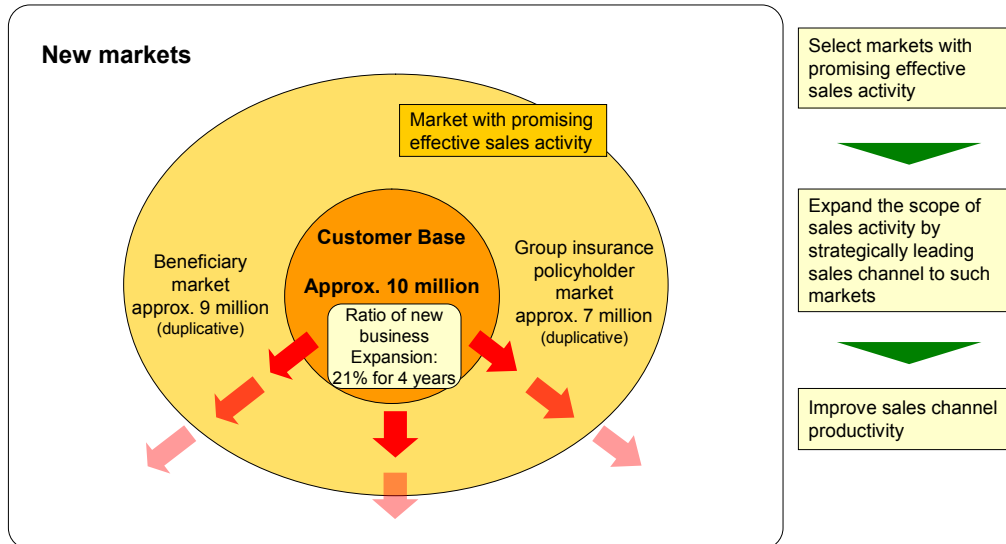 New markets
Market with promising
effective sales activity
Customer Base
Approx. 10 million
Ratio of new
business
Expansion:
21% for 4 years
Beneficiary
market
approx. 9 million
(duplicative)
Group insurance
policyholder
market
approx. 7 million
(duplicative)
Select markets with
promising effective
sales activity
Expand the scope of
sales activity by
strategically leading
sales channel to such
markets
Improve sales channel
productivity